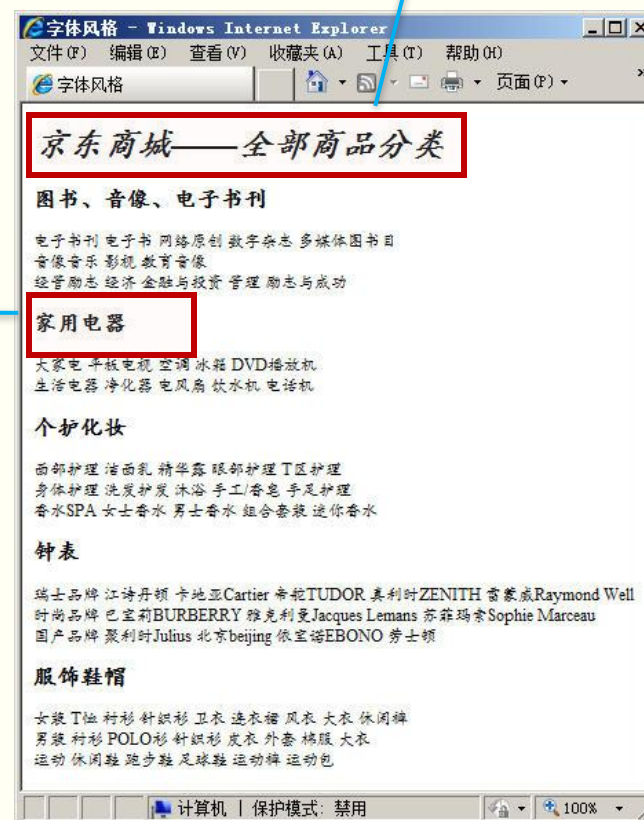 字体风格 - Windows Internet Explorer
文件(F) 编辑(E) 查看(V) 收藏夹(A) 工具(T) 帮助(H)
字体风格 页面(P)
京东商城——全部商品分类
图书、音像、电子书刊
电子书刊 电子书 网络原创 数字杂志 多媒体图书目
音像音乐 影视 教育音像
经管励志 经济 金融与投资 管理 励志与成功
家用电器
大家电 平板电视 空调 冰箱 DVD播放机
生活电器 净化器 电风扇 饮水机 电话机
个护化妆
面部护理 洁面乳 精华露 眼部护理 T区护理
身体护理 洗发护发 沐浴 手工/香皂 手足护理
香水SPA 女士香水 男士香水 组合套装 迷你香水
钟表
瑞士品牌 江诗丹顿 卡地亚Cartier 帝舵TUDOR 真利时ZENITH 雷蒙威Raymond Well
时尚品牌 巴宝莉BURBERRY 雅克利曼Jacques Lemans 苏菲玛索Sophie Marceau
国产品牌 聚利时Julius 北京beijing 依宝诺EBONO 劳士顿
服饰鞋帽
女装 T恤 衬衫 针织衫 卫衣 连衣裙 风衣 大衣 休闲裤
男装 衬衫 POLO衫 针织衫 皮衣 外套 棉服 大衣
运动 休闲鞋 跑步鞋 足球鞋 运动裤 运动包
计算机 | 保护模式: 禁用 100%